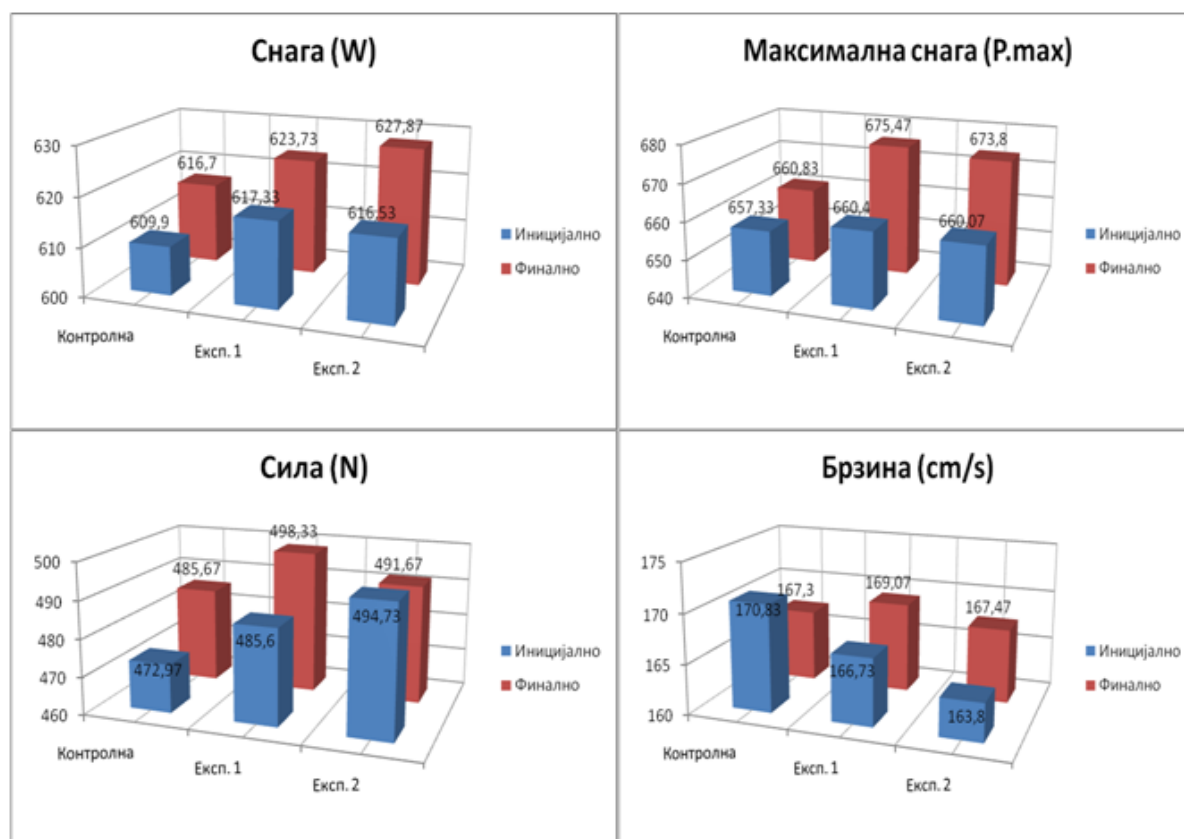 Снага (W)
630
620
610
600
609,9
616,7
617,33
623,73
616,53
627,87
Контролна
Експ. 1
Експ. 2
Иницијално
Финално
Максимална снага (P.max)
680
670
660
650
640
657,33
660,83
660,4
675,47
660,07
673,8
Контролна
Експ. 1
Експ. 2
Иницијално
Финално
Сила (N)
500
490
480
470
460
472,97
485,67
485,6
498,33
494,73
491,67
Контролна
Експ. 1
Експ. 2
Иницијално
Финално
Брзина (cm/s)
175
170
165
160
170,83
167,3
166,73
169,07
163,8
167,47
Контролна
Експ. 1
Експ. 2
Иницијално
Финално